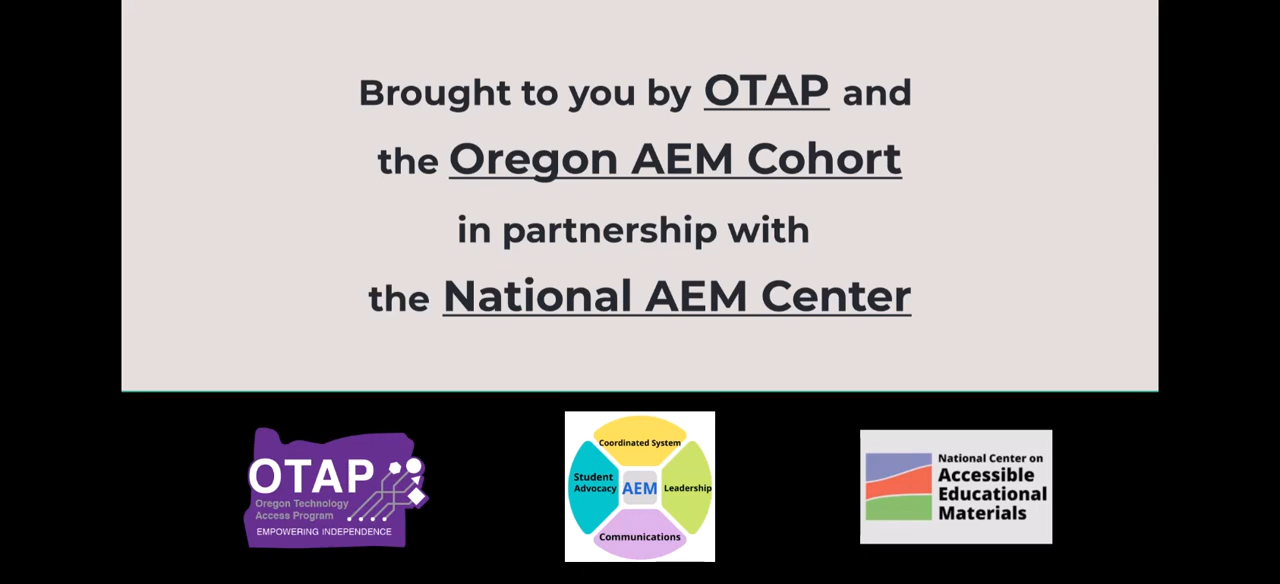 Brought to you by OTAP and
the Oregon AEM Cohort
in partnership with
the National AEM Center
OTAP
Oregon Technology
Access Program
EMPOWERING INDEPENDENCE
Coordinated System
Student
Advocacy
AEM
Leadership
Communications
National Center on
Accessible
Educational
Materials